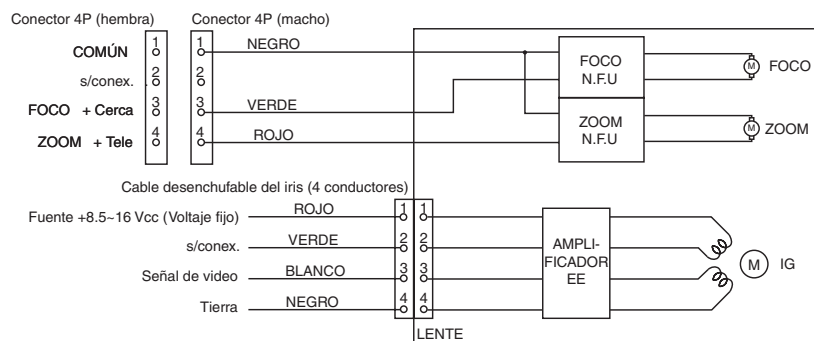 Conector 4P (hembra) Conector 4P (macho)
COMÚN 1 1 NEGRO
s/conex. 2 2
FOCO + Cerca 3 3 VERDE
ZOOM + Tele 4 4 ROJO
FOCO
N.F.U
M FOCO
ZOOM
N.F.U
M ZOOM
Cable desenchufable del iris (4 conductores)
Fuente +8.5~16 Vcc (Voltaje fijo) ROJO 1 1
s/conex. VERDE 2 2
Señal de video BLANCO 3 3
Tierra NEGRO 4 4
AMPLI-
FICADOR
EE
M IG
LENTE